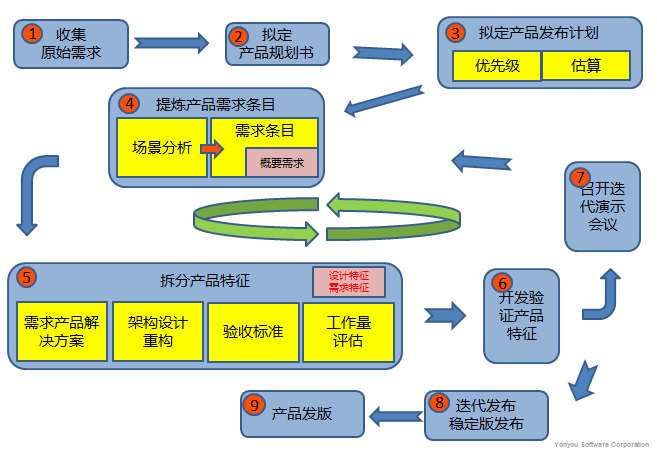 1
收集
原始需求
2
拟定
产品规划书
3
拟定产品发布计划
优先级
估算
4
提炼产品需求条目
场景分析
需求条目
概要需求
7
召开迭
代演示
会议
5
拆分产品特征
设计特征
需求特征
需求产品解
决方案
架构设计
重构
验收标准
工作量
评估
6
开发验
证产品
特征
8
迭代发布
稳定版发布
9
产品发版
Yonyou Software Corporation